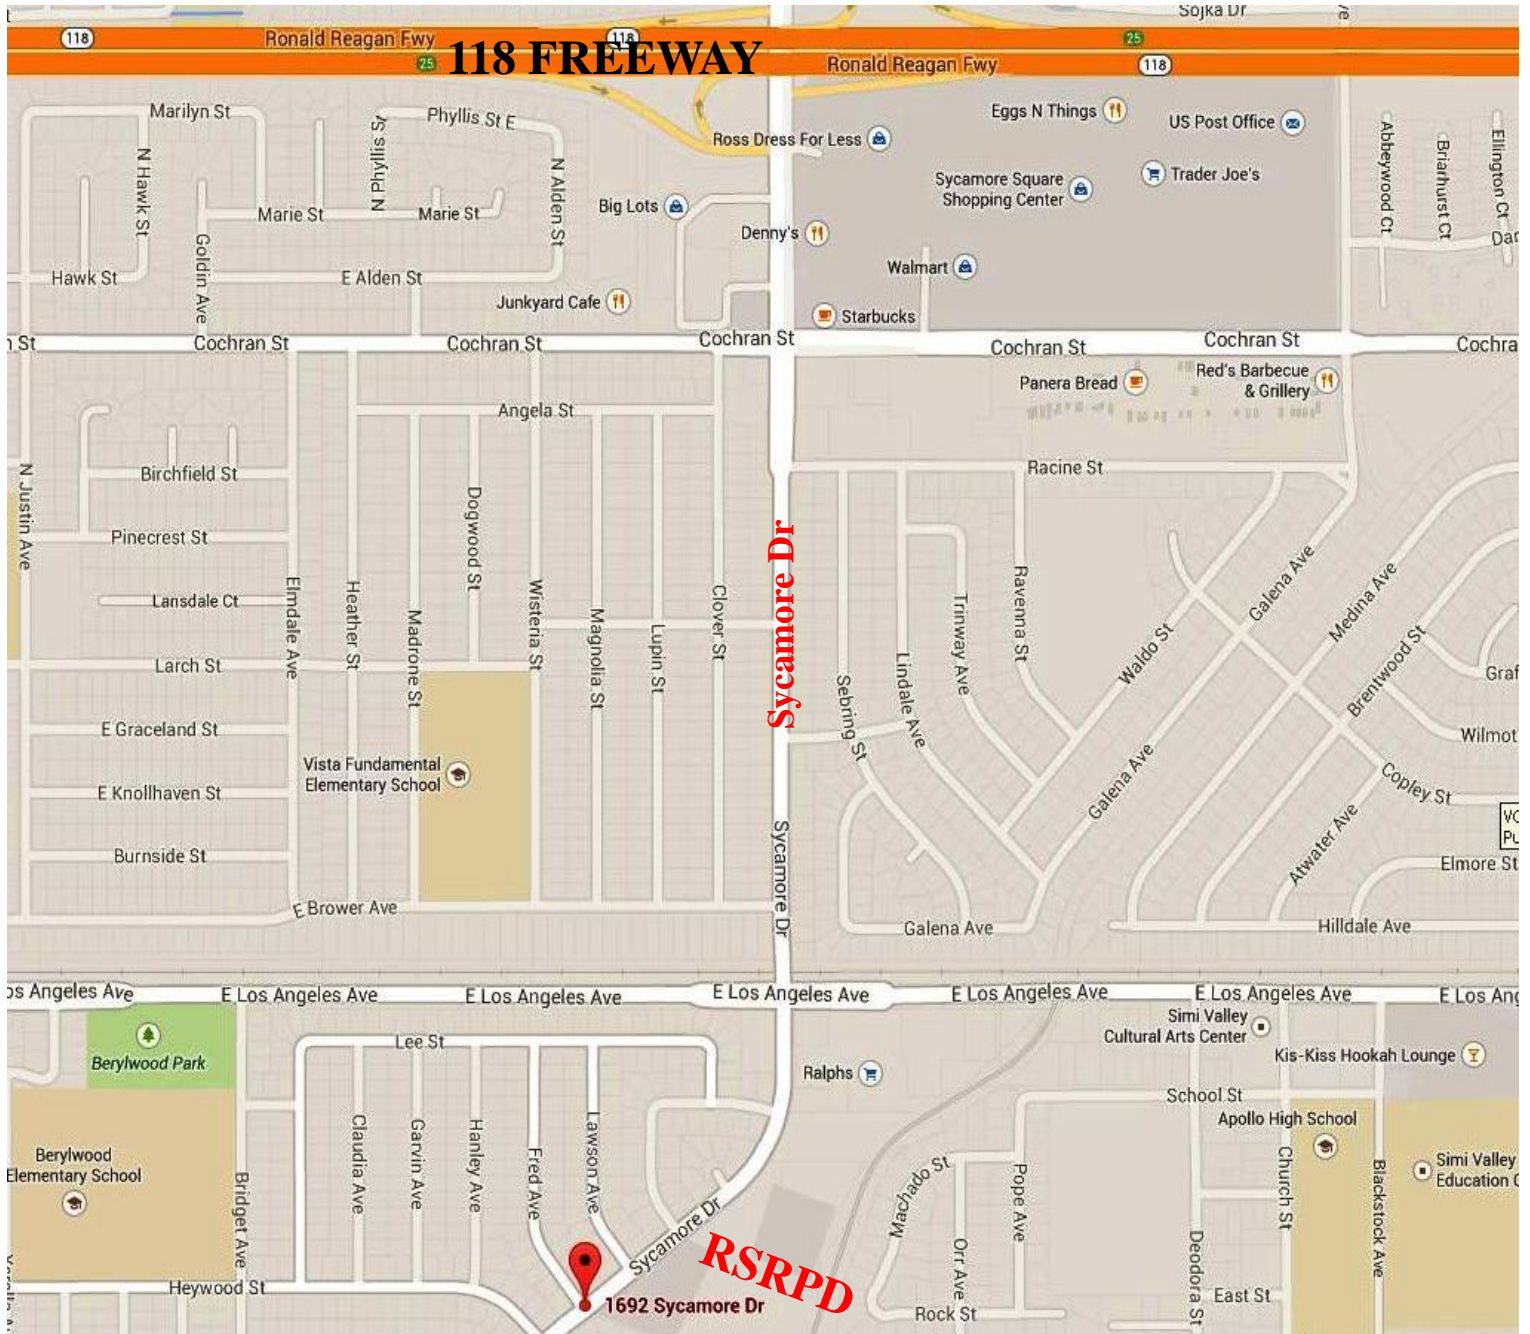 Sojka Dr
118
Ronald Reagan Fwy
118
25
25
118 FREEWAY
Ronald Reagan Fwy
118
Marilyn St
N Phyllis St
Phyllis St E
Ross Dress For Less
Eggs N Things
US Post Office
Abbeywood Ct
Briarhurst Ct
Ellington Ct
N Hawk St
Marie St
Marie St
N Alden St
Big Lots
Sycamore Square
Shopping Center
Trader Joe's
Denny's
Walmart
Hawk St
Goldin Ave
E Alden St
Junkyard Cafe
Starbucks
Cochran St
Cochran St
Cochran St
Cochran St
Cochran St
Panera Bread
Red's Barbecue
& Grillery
Angela St
Birchfield St
Racine St
N Justin Ave
Pinecrest St
Dogwood St
Sycamore Dr
Lansdale Ct
Elmdale Ave
Heather St
Madrone St
Wisteria St
Magnolia St
Lupin St
Clover St
Trinway Ave
Ravenna St
Waldo St
Galena Ave
Medina Ave
Brentwood St
Larch St
Sebring St
Lindale Ave
E Graceland St
Vista Fundamental
Elementary School
E Knollhaven St
Galena Ave
Copley St
Burnside St
Sycamore Dr
Atwater Ave
Elmore St
E Brower Ave
Galena Ave
Hilldale Ave
E Los Angeles Ave
E Los Angeles Ave
E Los Angeles Ave
E Los Angeles Ave
E Los Angeles Ave
Berylwood Park
Lee St
Ralphs
Simi Valley
Cultural Arts Center
Kis-Kiss Hookah Lounge
School St
Apollo High School
Berylwood
Elementary School
Bridget Ave
Claudia Ave
Garvin Ave
Hanley Ave
Fred Ave
Lawson Ave
Sycamore Dr
Machado St
Pope Ave
Orr Ave
Deodora St
Church St
Blackstock Ave
Simi Valley
Education
Heywood St
1692 Sycamore Dr
RSRPD
Rock St
East St